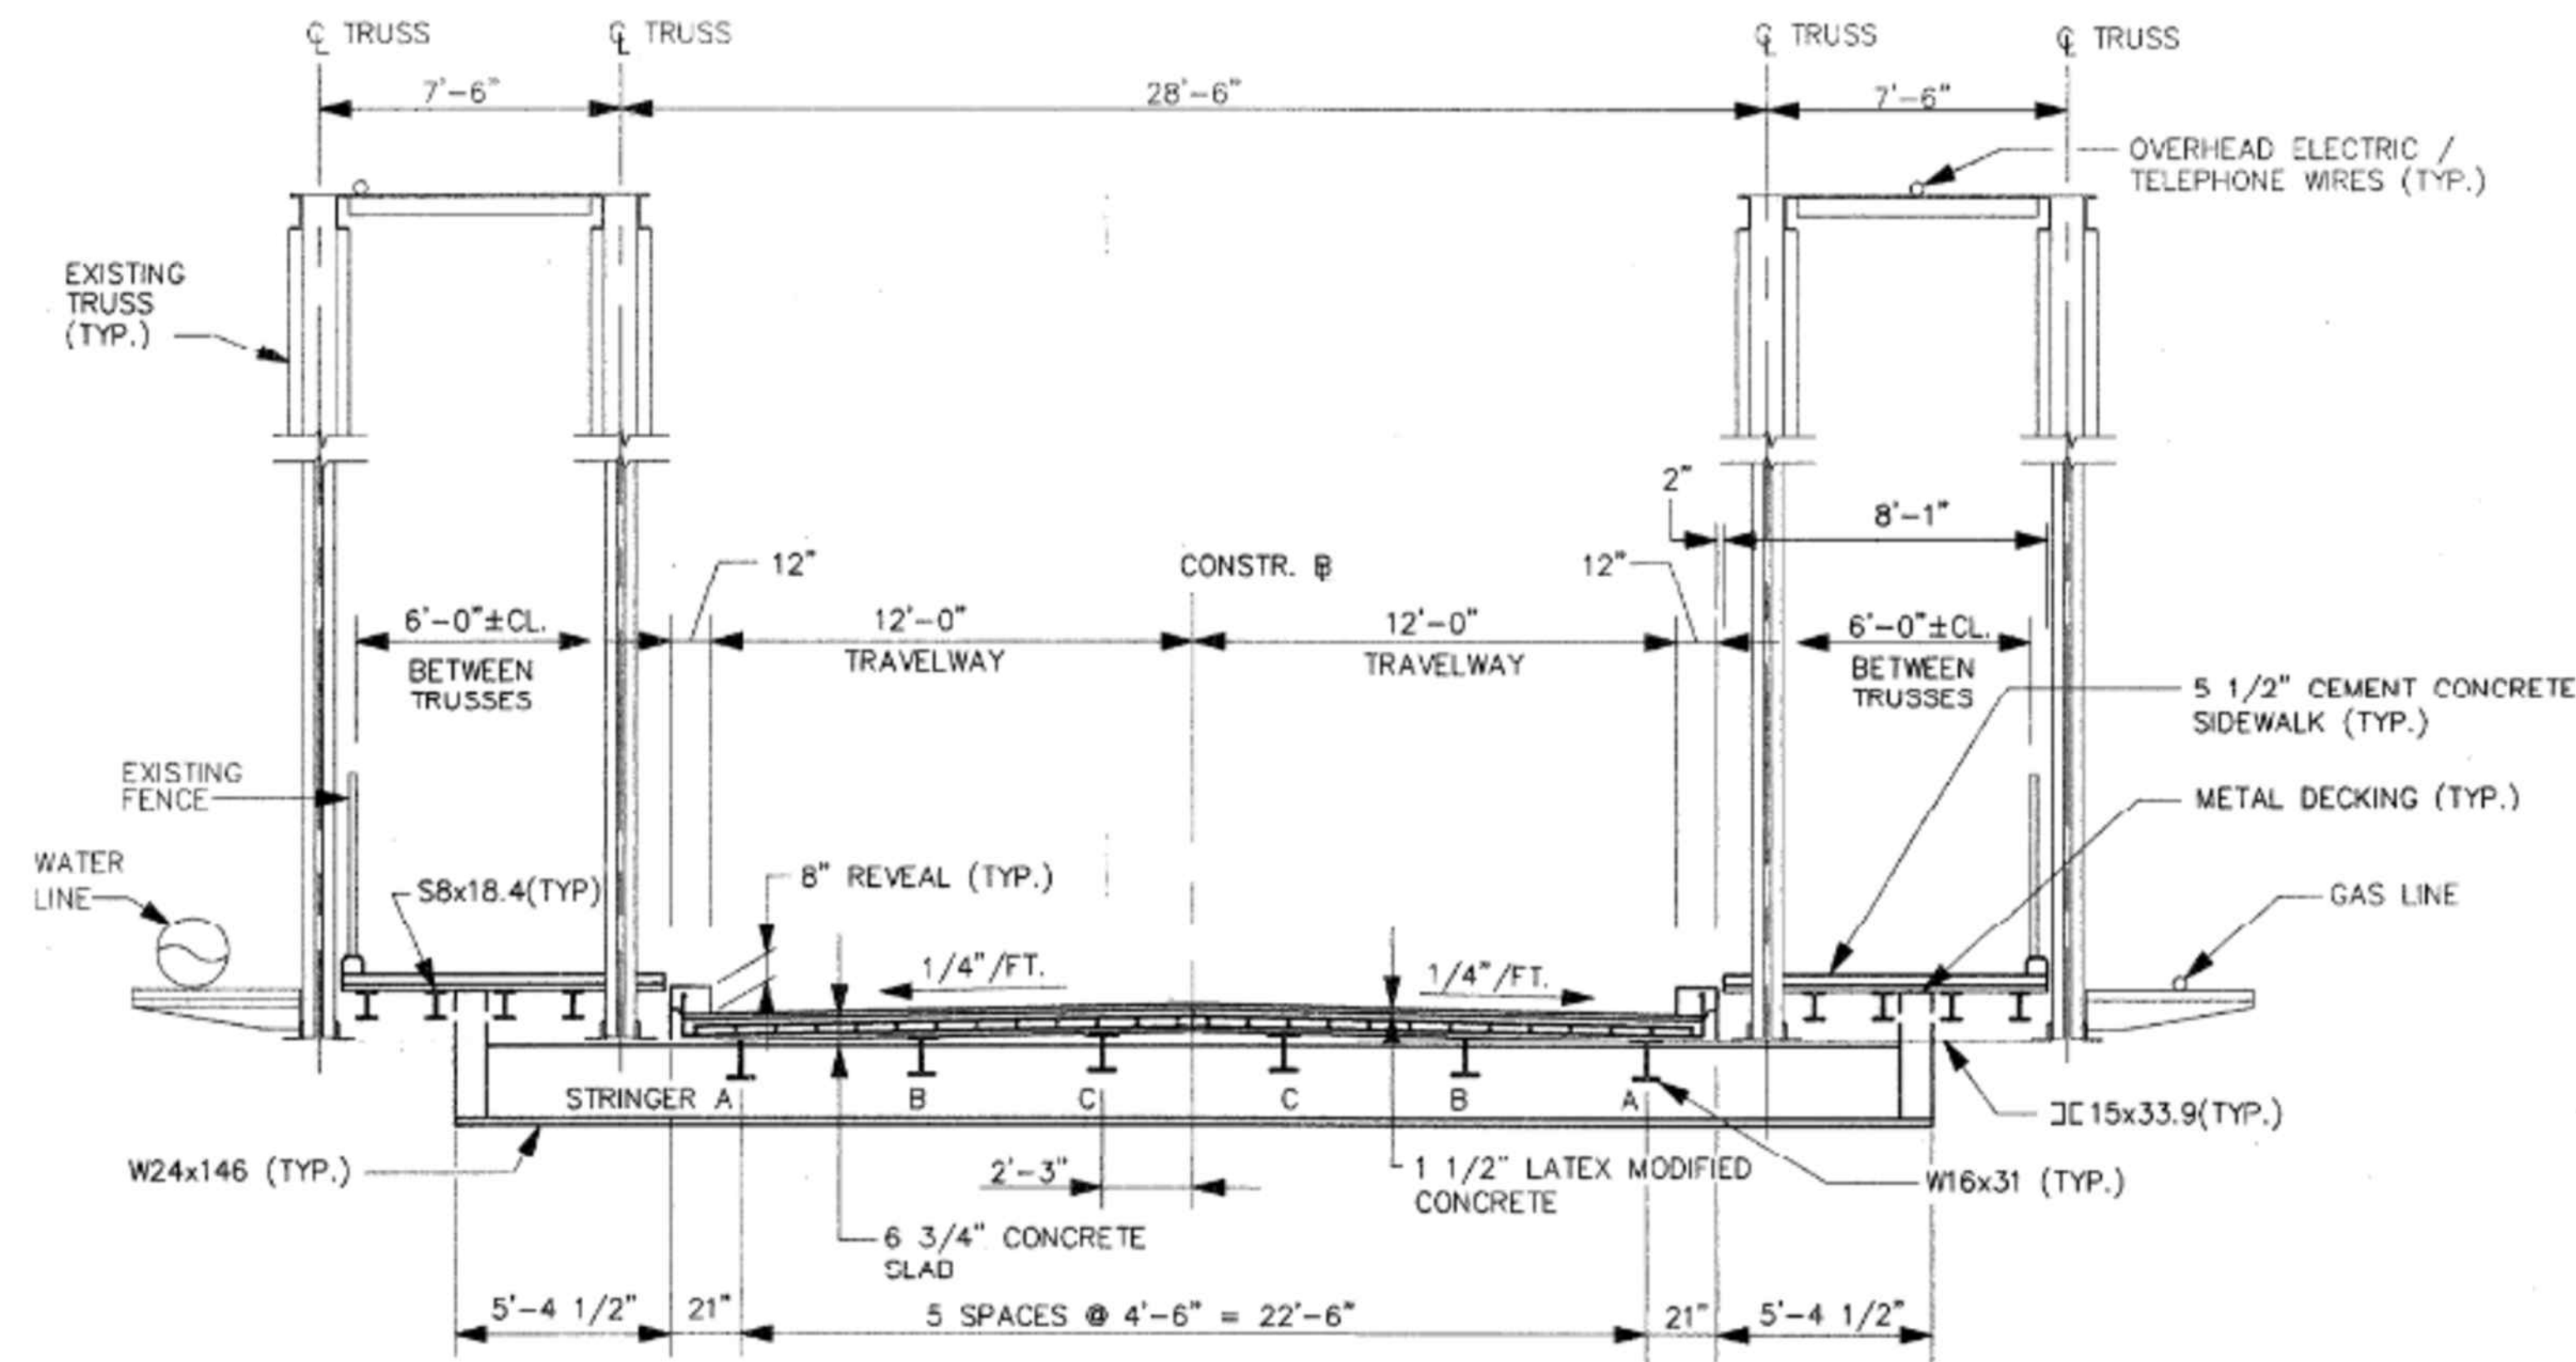 ℄ TRUSS
℄ TRUSS
℄ TRUSS
℄ TRUSS
7'-6"
28'-6"
7'-6"
OVERHEAD ELECTRIC /
TELEPHONE WIRES (TYP.)
EXISTING
TRUSS
(TYP.)
2"
8'-1"
12"
CONSTR. ⅊
12"
6'-0"±CL.
BETWEEN
TRUSSES
12'-0"
TRAVELWAY
12'-0"
TRAVELWAY
6'-0"±CL.
BETWEEN
TRUSSES
5 1/2" CEMENT CONCRETE
SIDEWALK (TYP.)
EXISTING
FENCE
METAL DECKING (TYP.)
WATER
LINE
S8x18.4(TYP)
8" REVEAL (TYP.)
GAS LINE
1/4"/FT.
1/4"/FT.
STRINGER A
B
C
C
B
A
][15x33.9(TYP.)
W24x146 (TYP.)
2'-3"
1 1/2" LATEX MODIFIED
CONCRETE
W16x31 (TYP.)
6 3/4" CONCRETE
SLAD
5'-4 1/2"
21"
5 SPACES @ 4'-6" = 22'-6"
21"
5'-4 1/2"